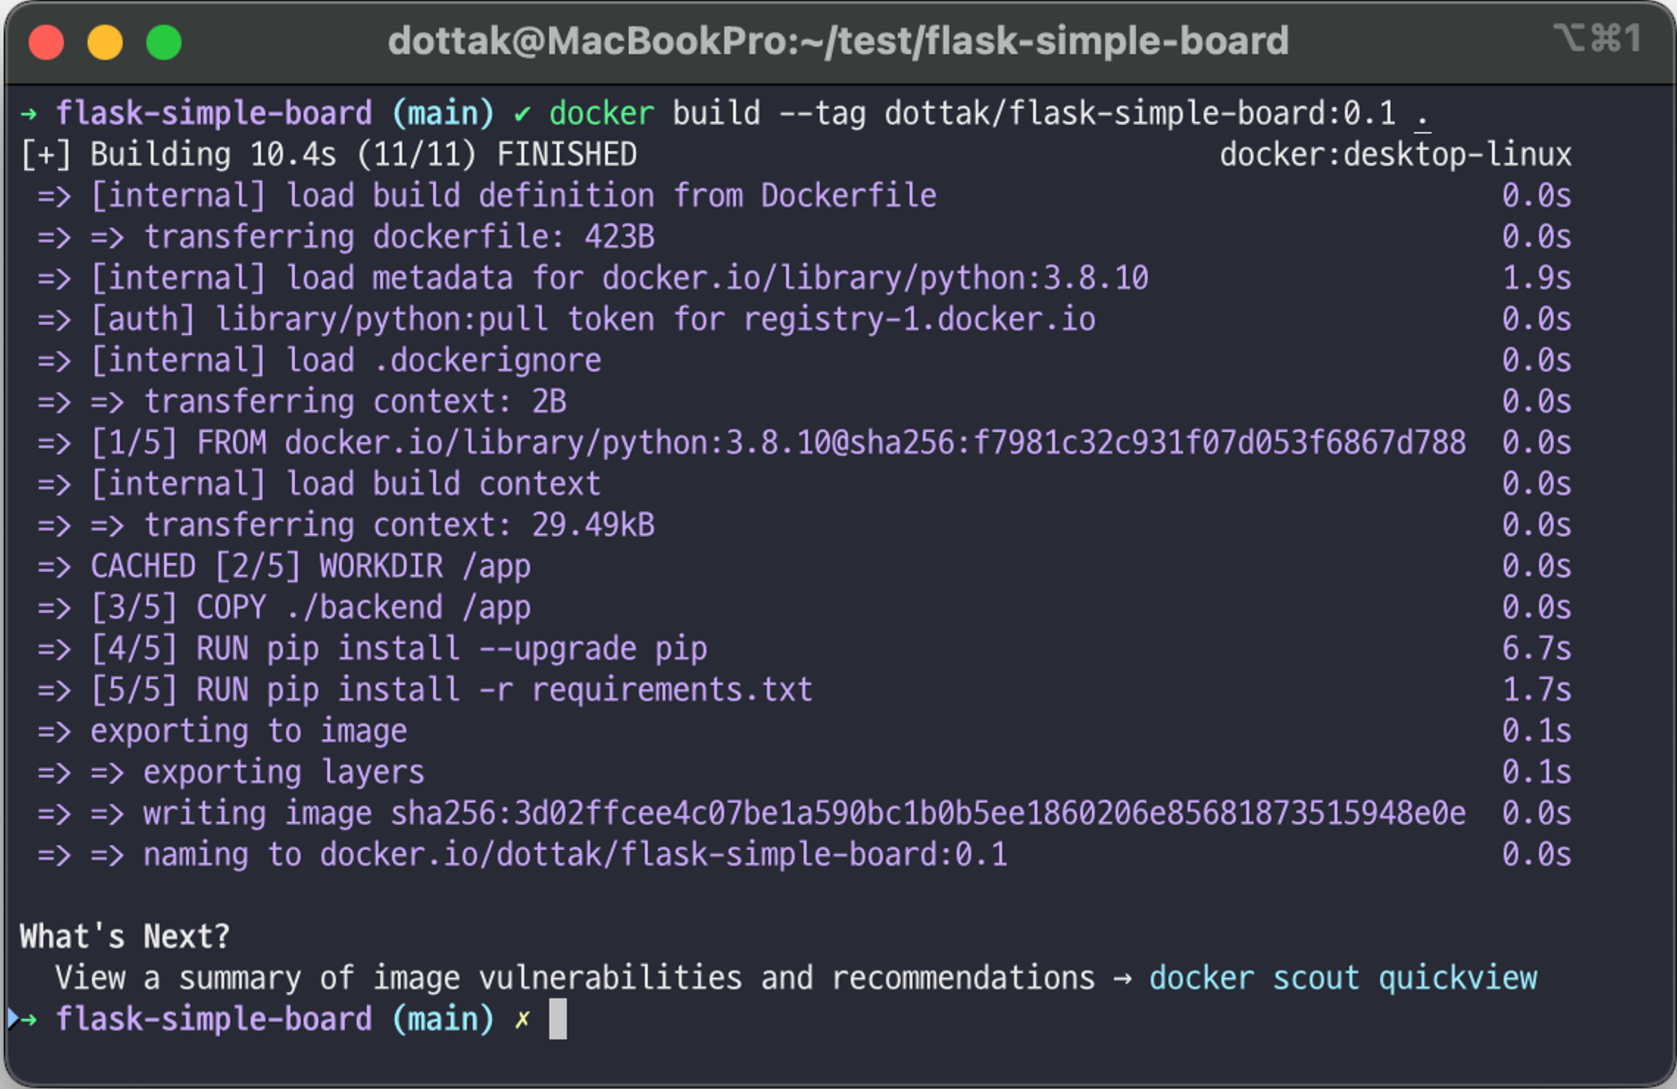 dottak@MacBookPro:~/test/flask-simple-board ⌥⌘1
→ flask-simple-board (main) ✔ docker build --tag dottak/flask-simple-board:0.1 .
[+] Building 10.4s (11/11) FINISHED docker:desktop-linux
=> [internal] load build definition from Dockerfile 0.0s
=> => transferring dockerfile: 423B 0.0s
=> [internal] load metadata for docker.io/library/python:3.8.10 1.9s
=> [auth] library/python:pull token for registry-1.docker.io 0.0s
=> [internal] load .dockerignore 0.0s
=> => transferring context: 2B 0.0s
=> [1/5] FROM docker.io/library/python:3.8.10@sha256:f7981c32c931f07d053f6867d788 0.0s
=> [internal] load build context 0.0s
=> => transferring context: 29.49kB 0.0s
=> CACHED [2/5] WORKDIR /app 0.0s
=> [3/5] COPY ./backend /app 0.0s
=> [4/5] RUN pip install --upgrade pip 6.7s
=> [5/5] RUN pip install -r requirements.txt 1.7s
=> exporting to image 0.1s
=> => exporting layers 0.1s
=> => writing image sha256:3d02ffcee4c07be1a590bc1b0b5ee1860206e85681873515948e0e 0.0s
=> => naming to docker.io/dottak/flask-simple-board:0.1 0.0s
What's Next?
View a summary of image vulnerabilities and recommendations → docker scout quickview
→ flask-simple-board (main) ✗